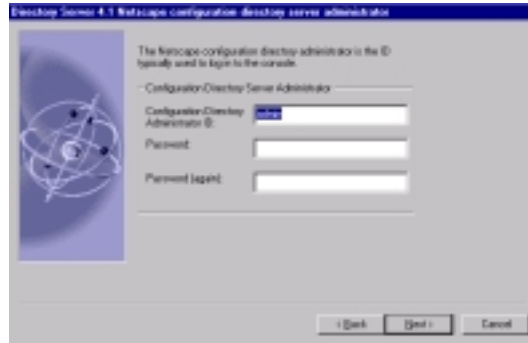 Directory Server 4.1 Netscape configuration directory server administrator
The Netscape configuration directory administrator is the ID
typically used to log in to the console.
Configuration Directory Server Administrator
Configuration Directory
Administrator ID:
admin
Password:
Password (again):
< Back
Next >
Cancel